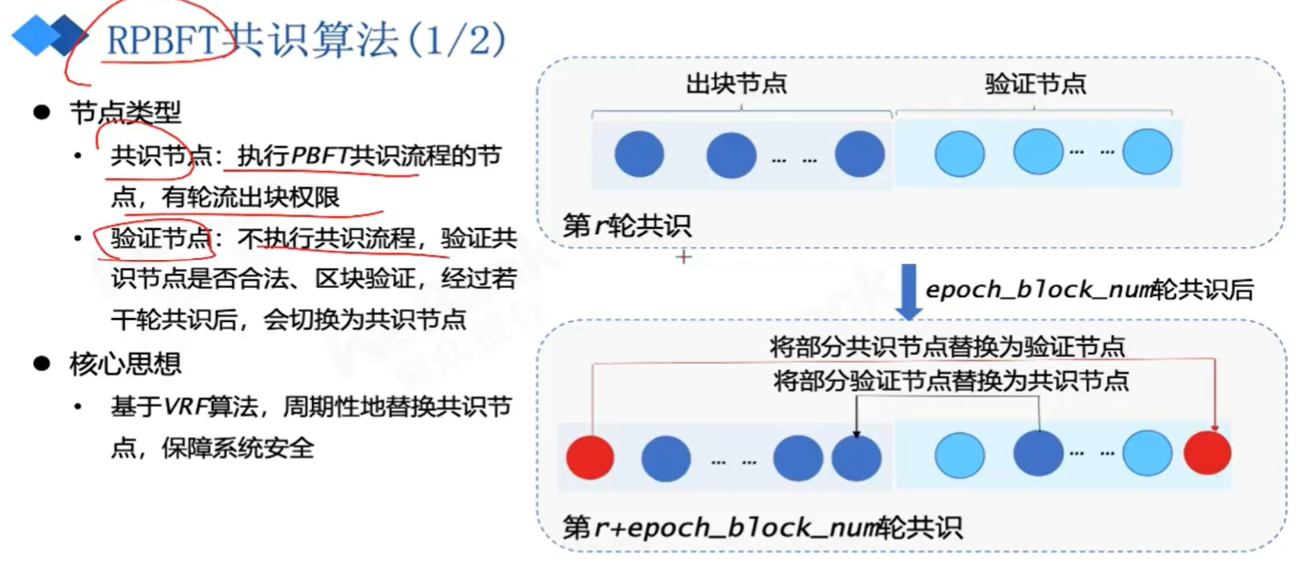 RPBFT共识算法(1/2)
● 节点类型
• 共识节点：执行PBFT共识流程的节
点，有轮流出块权限
• 验证节点：不执行共识流程，验证共
识节点是否合法、区块验证，经过若
干轮共识后，会切换为共识节点
● 核心思想
• 基于VRF算法，周期性地替换共识节
点，保障系统安全
出块节点
验证节点
… …
… …
第r轮共识
epoch_block_num轮共识后
将部分共识节点替换为验证节点
将部分验证节点替换为共识节点
… …
… …
第r+epoch_block_num轮共识